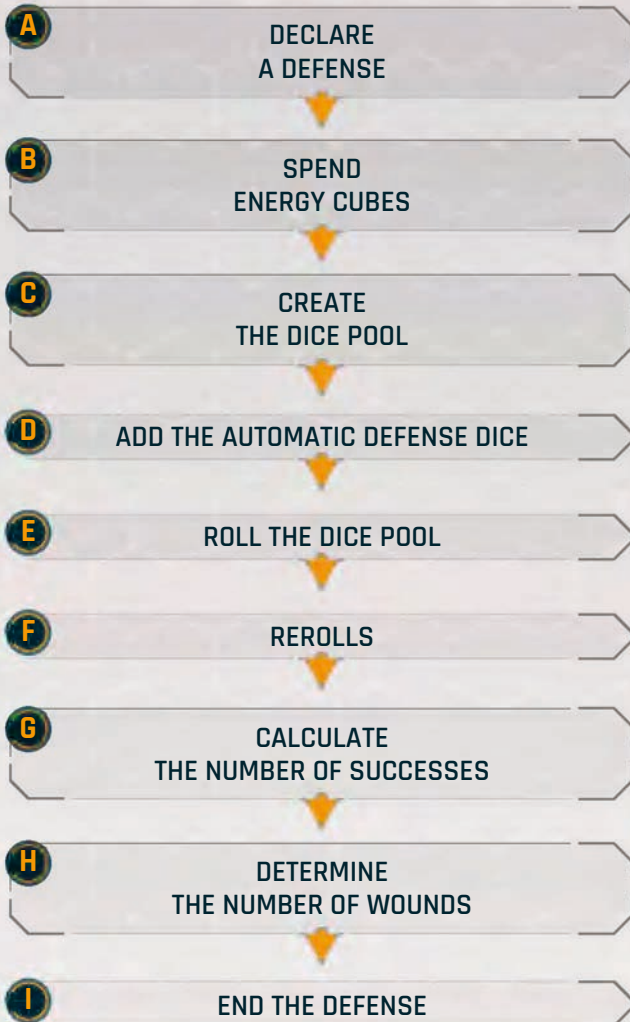 A
DECLARE
A DEFENSE
B
SPEND
ENERGY CUBES
C
CREATE
THE DICE POOL
D
ADD THE AUTOMATIC DEFENSE DICE
E
ROLL THE DICE POOL
F
REROLLS
G
CALCULATE
THE NUMBER OF SUCCESSES
H
DETERMINE
THE NUMBER OF WOUNDS
I
END THE DEFENSE